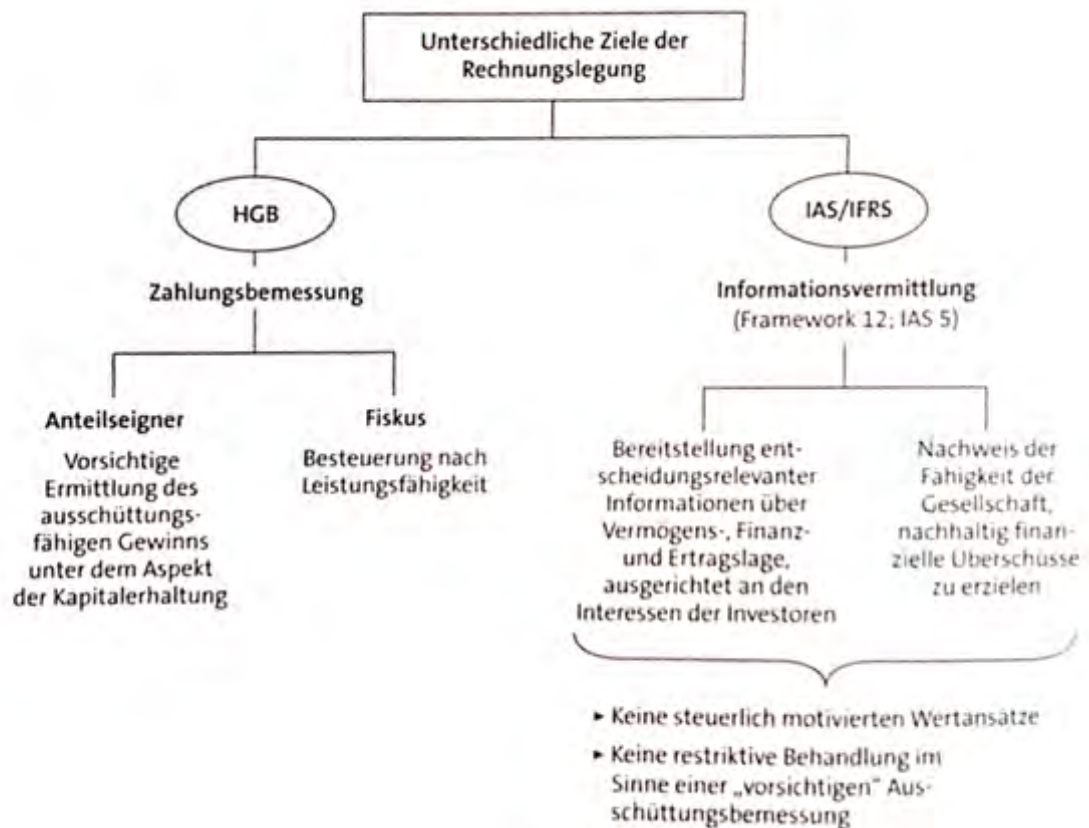 Unterschiedliche Ziele der
Rechnungslegung
HGB
Zahlungsbemessung
Anteilseigner
Vorsichtige
Ermittlung des
ausschüttungs-
fähigen Gewinns
unter dem Aspekt
der Kapitalerhaltung
Fiskus
Besteuerung nach
Leistungsfähigkeit
IAS/IFRS
Informationsvermittlung
(Framework 12; IAS 5)
Bereitstellung ent-
scheidungsrelevanter
Informationen über
Vermögens-, Finanz-
und Ertragslage,
ausgerichtet an den
Interessen der Investoren
Nachweis der
Fähigkeit der
Gesellschaft,
nachhaltig finan-
zielle Überschüsse
zu erzielen
▸ Keine steuerlich motivierten Wertansätze
▸ Keine restriktive Behandlung im
Sinne einer „vorsichtigen" Aus-
schüttungsbemessung